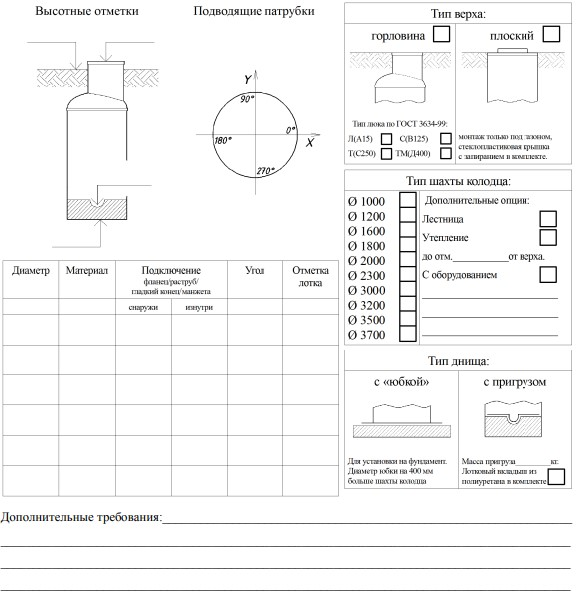 Высотные отметки
Подводящие патрубки
Y
90°
0°
180°
X
270°
Тип верха:
горловина
плоский
Тип люка по ГОСТ 3634-99:
Л(А15) С(В125)
Т(С250) ТМ(Д400)
монтаж только под газоном,
стеклопластиковая крышка
с запиранием в комплекте.
Тип шахты колодца:
Ø 1000
Ø 1200
Ø 1600
Ø 1800
Ø 2000
Ø 2300
Ø 3000
Ø 3200
Ø 3500
Ø 3700
Дополнительные опции:
Лестница
Утепление
до отм.____________от верха.
С оборудованием
Диаметр
Материал
Подключение
фланец/раструб/
гладкий конец/манжета
Угол
Отметка
лотка
снаружи
изнутри
Тип днища:
с «юбкой»
с пригрузом
Для установки на фундамент.
Диаметр юбки на 400 мм
больше шахты колодца
Масса пригруза_________кг.
Лотковый вкладыш из
полиуретана в комплекте
Дополнительные требования: